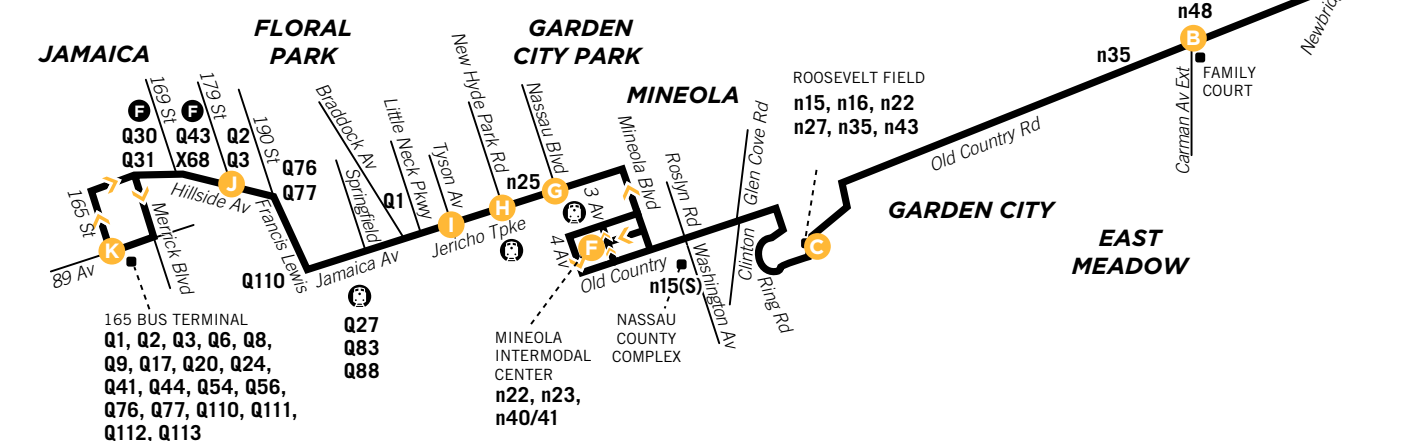 JAMAICA
FLORAL
PARK
GARDEN
CITY PARK
MINEOLA
GARDEN CITY
EAST
MEADOW
169 St
179 St
190 St
F
F
Q30
Q31
Q43
X68
Q2
Q3
Q76
Q77
J
Hillside Av
165 St
K
89 Av
Merrick Blvd
Francis Lewis
Q110
165 BUS TERMINAL
Q1, Q2, Q3, Q6, Q8,
Q9, Q17, Q20, Q24,
Q41, Q44, Q54, Q56,
Q76, Q77, Q110, Q111,
Q112, Q113
Braddock Av
Springfield
Little Neck Pkwy
Q1
Tyson Av
Jamaica Av
Q27
Q83
Q88
I
Jericho Tpke
New Hyde Park Rd
H
n25
Nassau Blvd
G
3 Av
4 Av
F
Mineola Blvd
Old Country
MINEOLA
INTERMODAL
CENTER
n22, n23,
n40/41
Roslyn Rd
Washington Av
n15(S)
NASSAU
COUNTY
COMPLEX
Glen Cove Rd
Clinton
Ring Rd
C
ROOSEVELT FIELD
n15, n16, n22
n27, n35, n43
Old Country Rd
n35
n48
B
FAMILY
COURT
Carman Av Ext